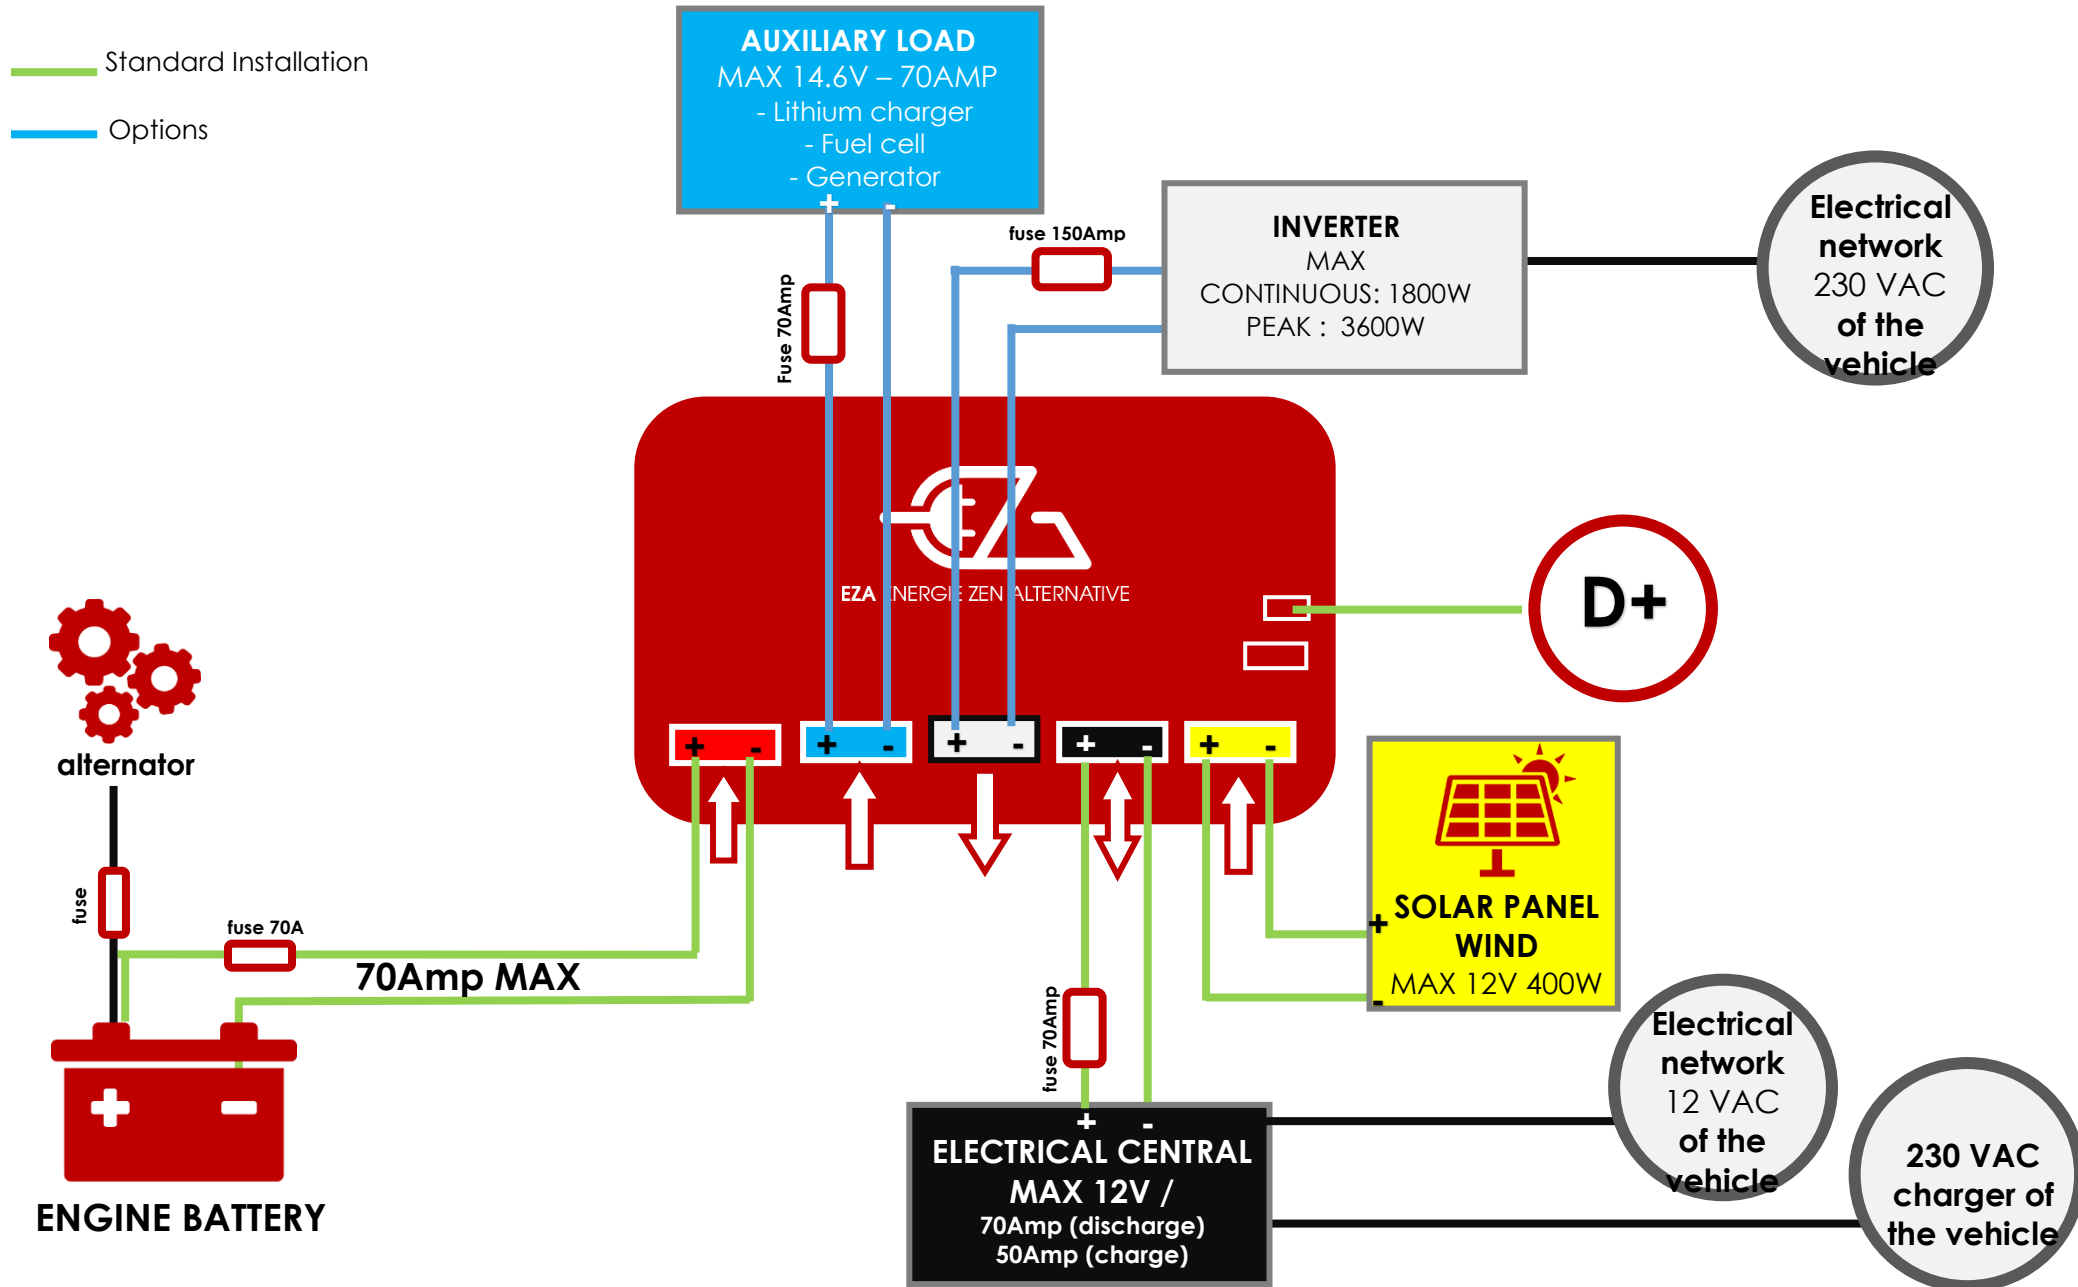 Standard Installation
Options
AUXILIARY LOAD
MAX 14.6V – 70AMP
- Lithium charger
- Fuel cell
- Generator
+ -
Fuse 70Amp
fuse 150Amp
INVERTER
MAX
CONTINUOUS: 1800W
PEAK : 3600W
Electrical
network
230 VAC
of the
vehicle
EZA ENERGIE ZEN ALTERNATIVE
D+
+ - + - + - + - + -
alternator
fuse
fuse 70A
70Amp MAX
+ -
ENGINE BATTERY
+
SOLAR PANEL
WIND
MAX 12V 400W
-
fuse 70Amp
+ -
ELECTRICAL CENTRAL
MAX 12V /
70Amp (discharge)
50Amp (charge)
Electrical
network
12 VAC
of the
vehicle
230 VAC
charger of
the vehicle